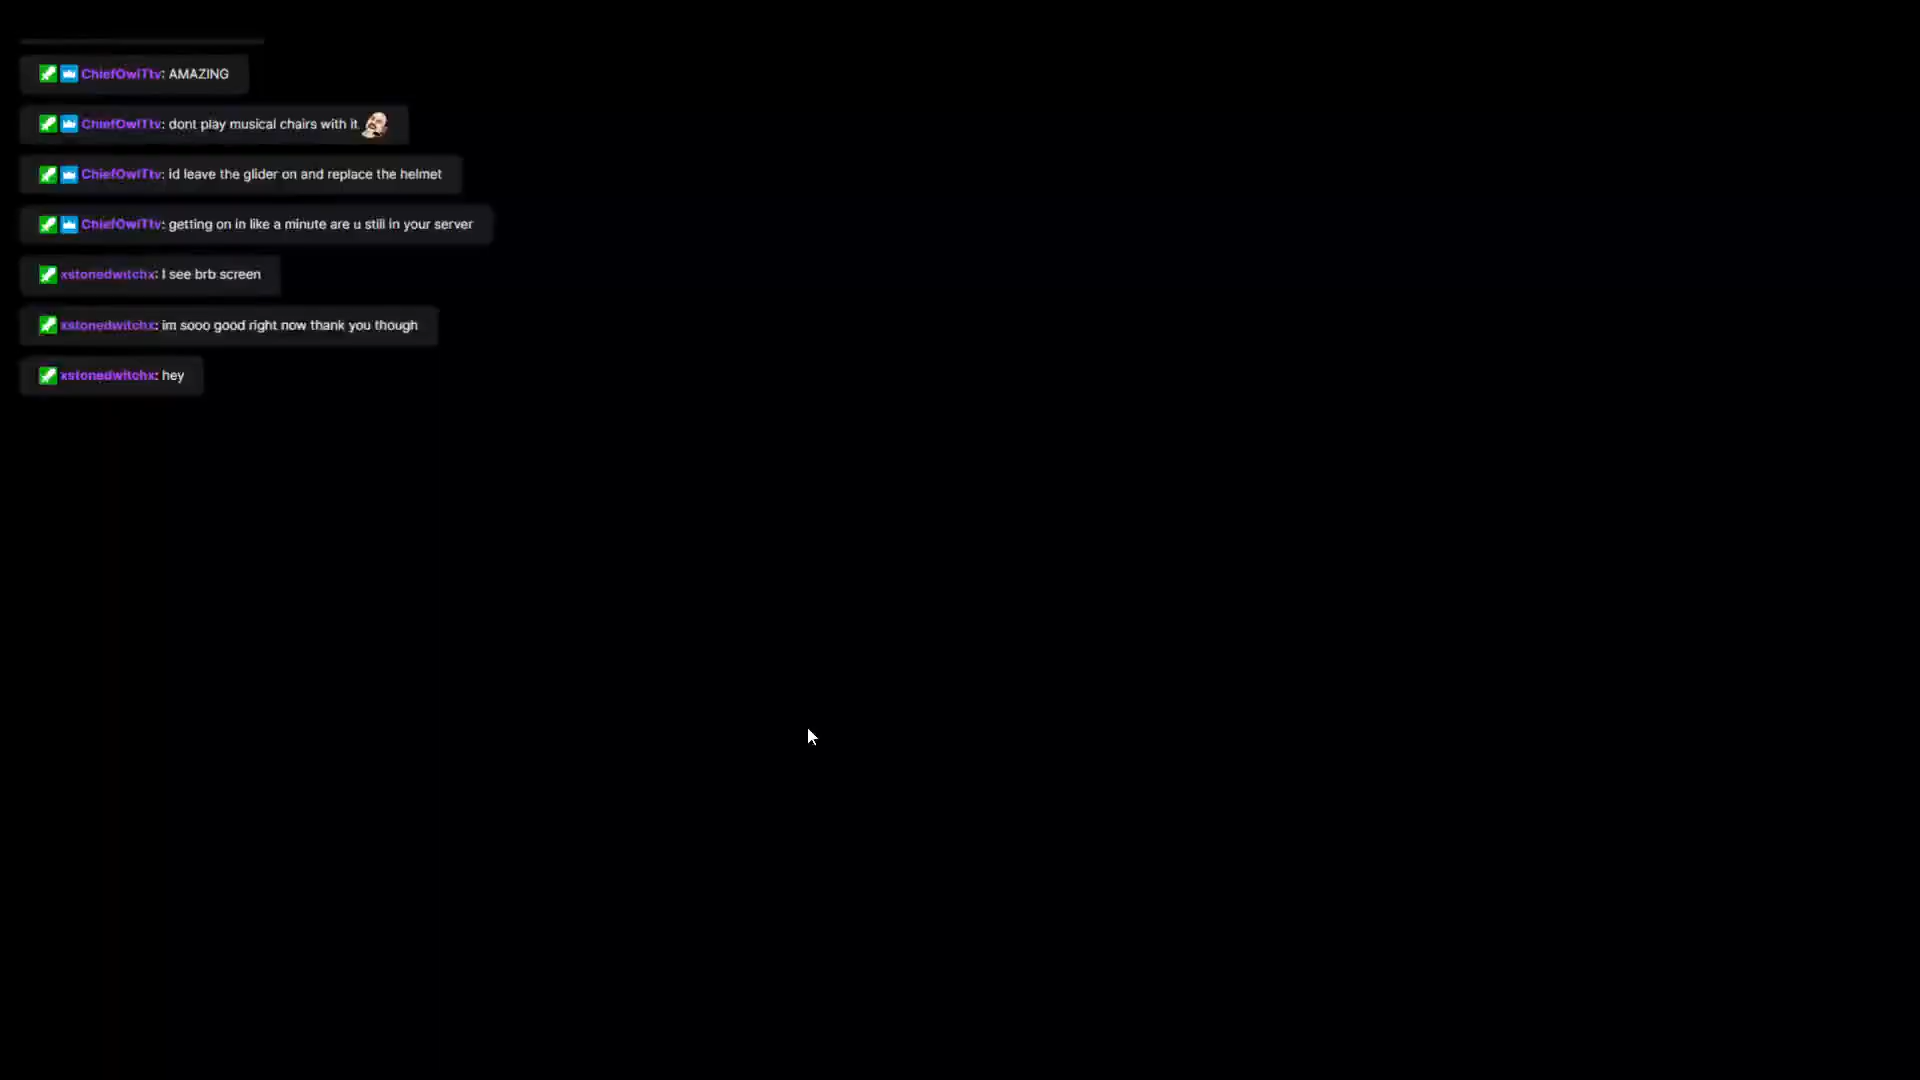 ChiefOwlTtv: AMAZING
ChiefOwlTtv: dont play musical chairs with it
ChiefOwlTtv: id leave the glider on and replace the helmet
ChiefOwlTtv: getting on in like a minute are u still in your server
xstonedwitchx: I see brb screen
xstonedwitchx: im sooo good right now thank you though
xstonedwitchx: hey